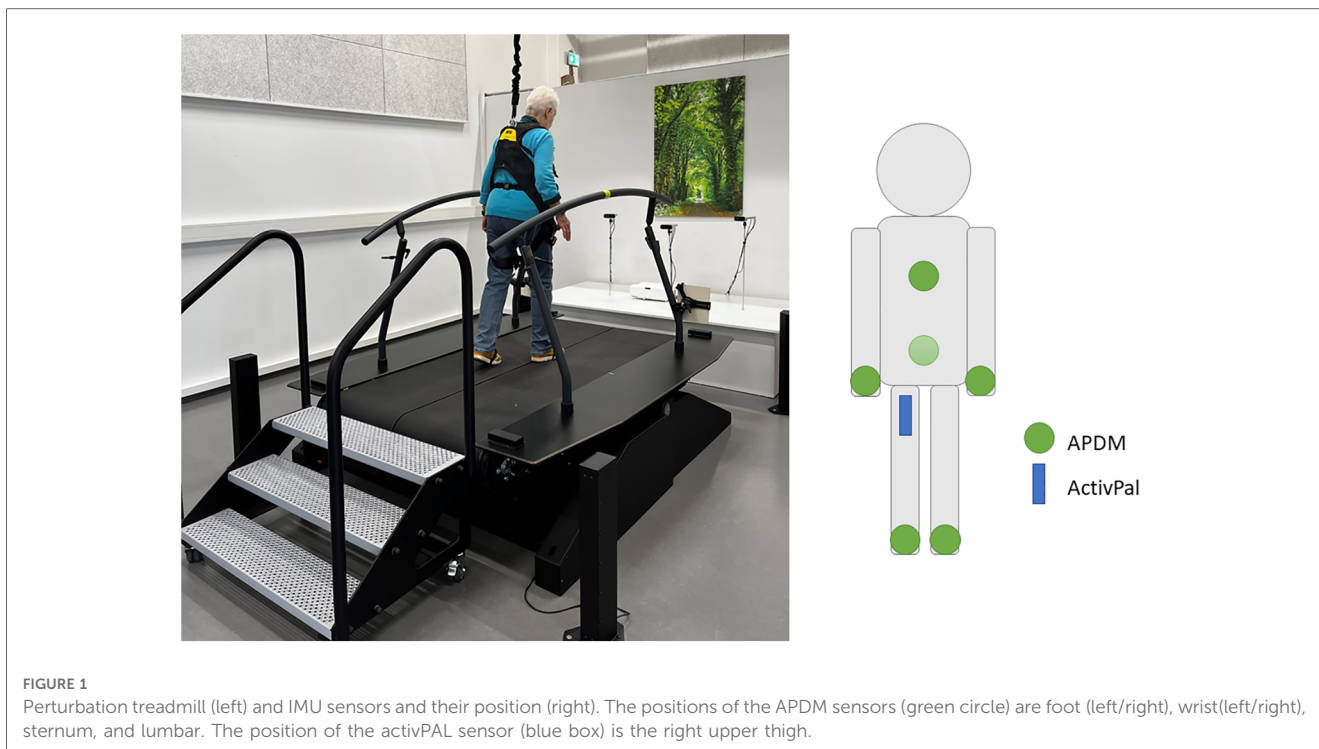 APDM
ActivPal
FIGURE 1
Perturbation treadmill (left) and IMU sensors and their position (right). The positions of the APDM sensors (green circle) are foot (left/right), wrist(left/right),
sternum, and lumbar. The position of the activPAL sensor (blue box) is the right upper thigh.